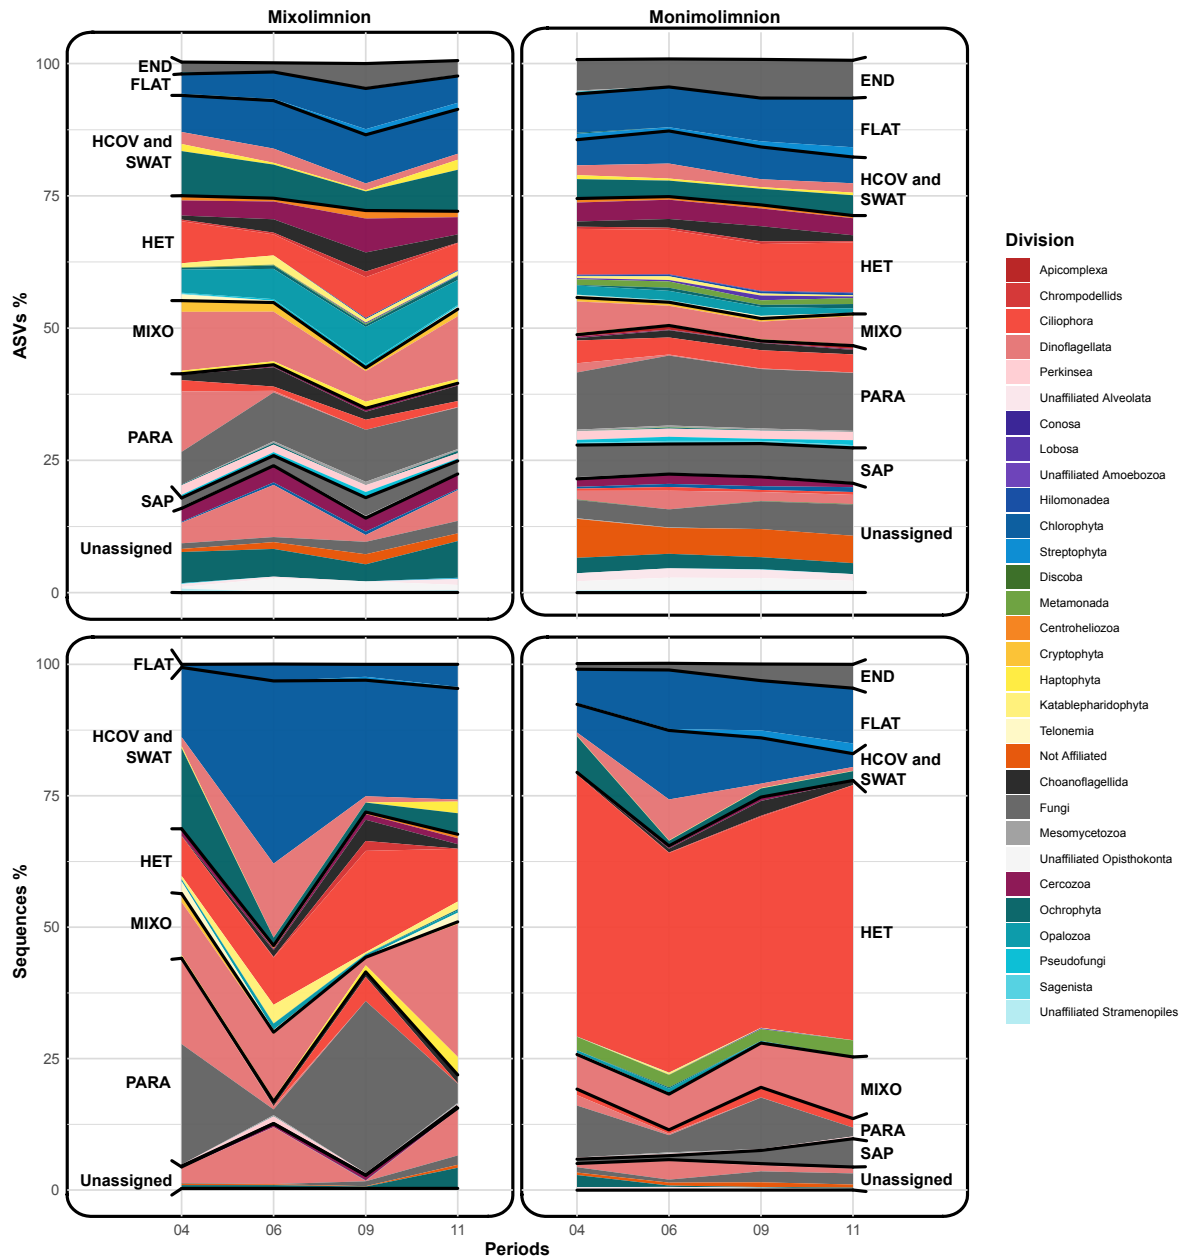 Mixolimnion
Monimolimnion
ASVs %
100
75
50
25
0
END
FLAT
HCOV and
SWAT
HET
MIXO
PARA
SAP
Unassigned
END
FLAT
HCOV and
SWAT
HET
MIXO
PARA
SAP
Unassigned
Sequences %
100
75
50
25
0
FLAT
HCOV and
SWAT
HET
MIXO
PARA
Unassigned
END
FLAT
HCOV and
SWAT
HET
MIXO
PARA
SAP
Unassigned
04 06 09 11
04 06 09 11
Periods
Division
Apicomplexa
Chrompodellids
Ciliophora
Dinoflagellata
Perkinsea
Unaffiliated Alveolata
Conosa
Lobosa
Unaffiliated Amoebozoa
Hilomonadea
Chlorophyta
Streptophyta
Discoba
Metamonada
Centroheliozoa
Cryptophyta
Haptophyta
Katablepharidophyta
Telonemia
Not Affiliated
Choanoflagellida
Fungi
Mesomycetozoa
Unaffiliated Opisthokonta
Cercozoa
Ochrophyta
Opalozoa
Pseudofungi
Sagenista
Unaffiliated Stramenopiles